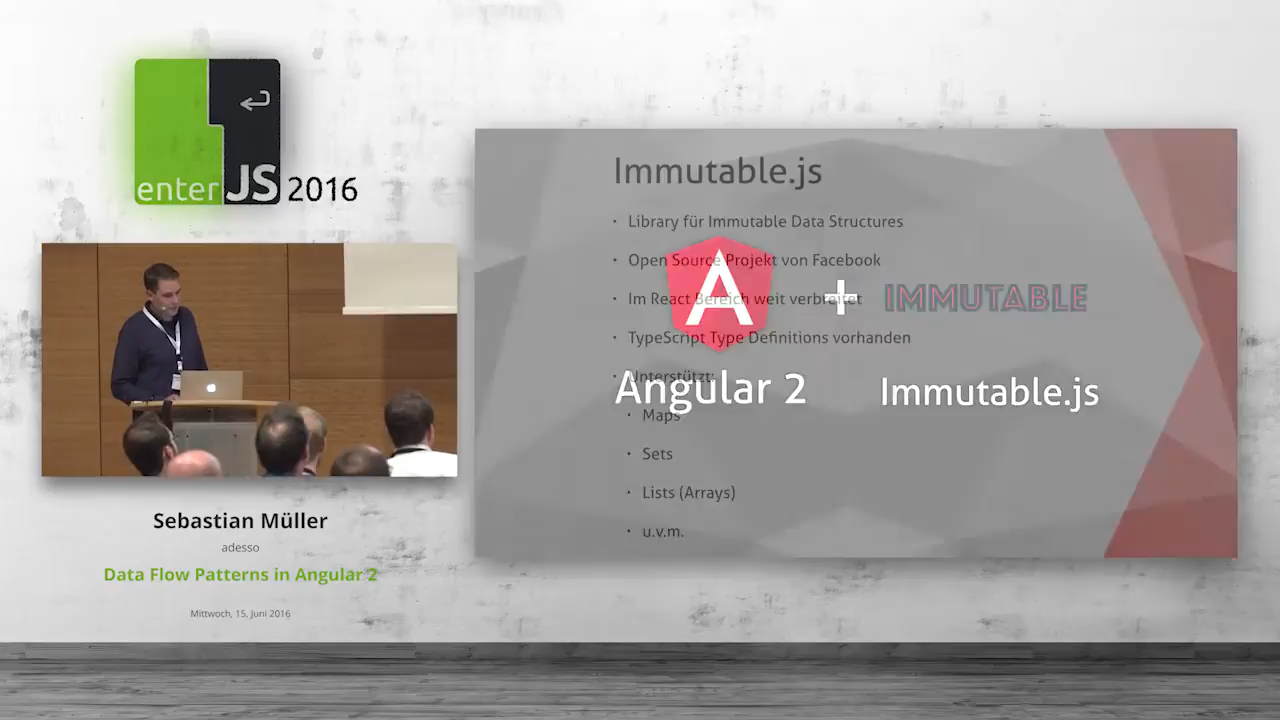 enterJS 2016
Sebastian Müller
adesso
Data Flow Patterns in Angular 2
Mittwoch, 15. Juni 2016
Immutable.js
• Library für Immutable Data Structures
• Open Source Projekt von Facebook
• Im React Bereich weit verbreitet
• TypeScript Type Definitions vorhanden
• Unterstützt:
• Maps
• Sets
• Lists (Arrays)
• u.v.m.
A + IMMUTABLE
Angular 2 Immutable.js